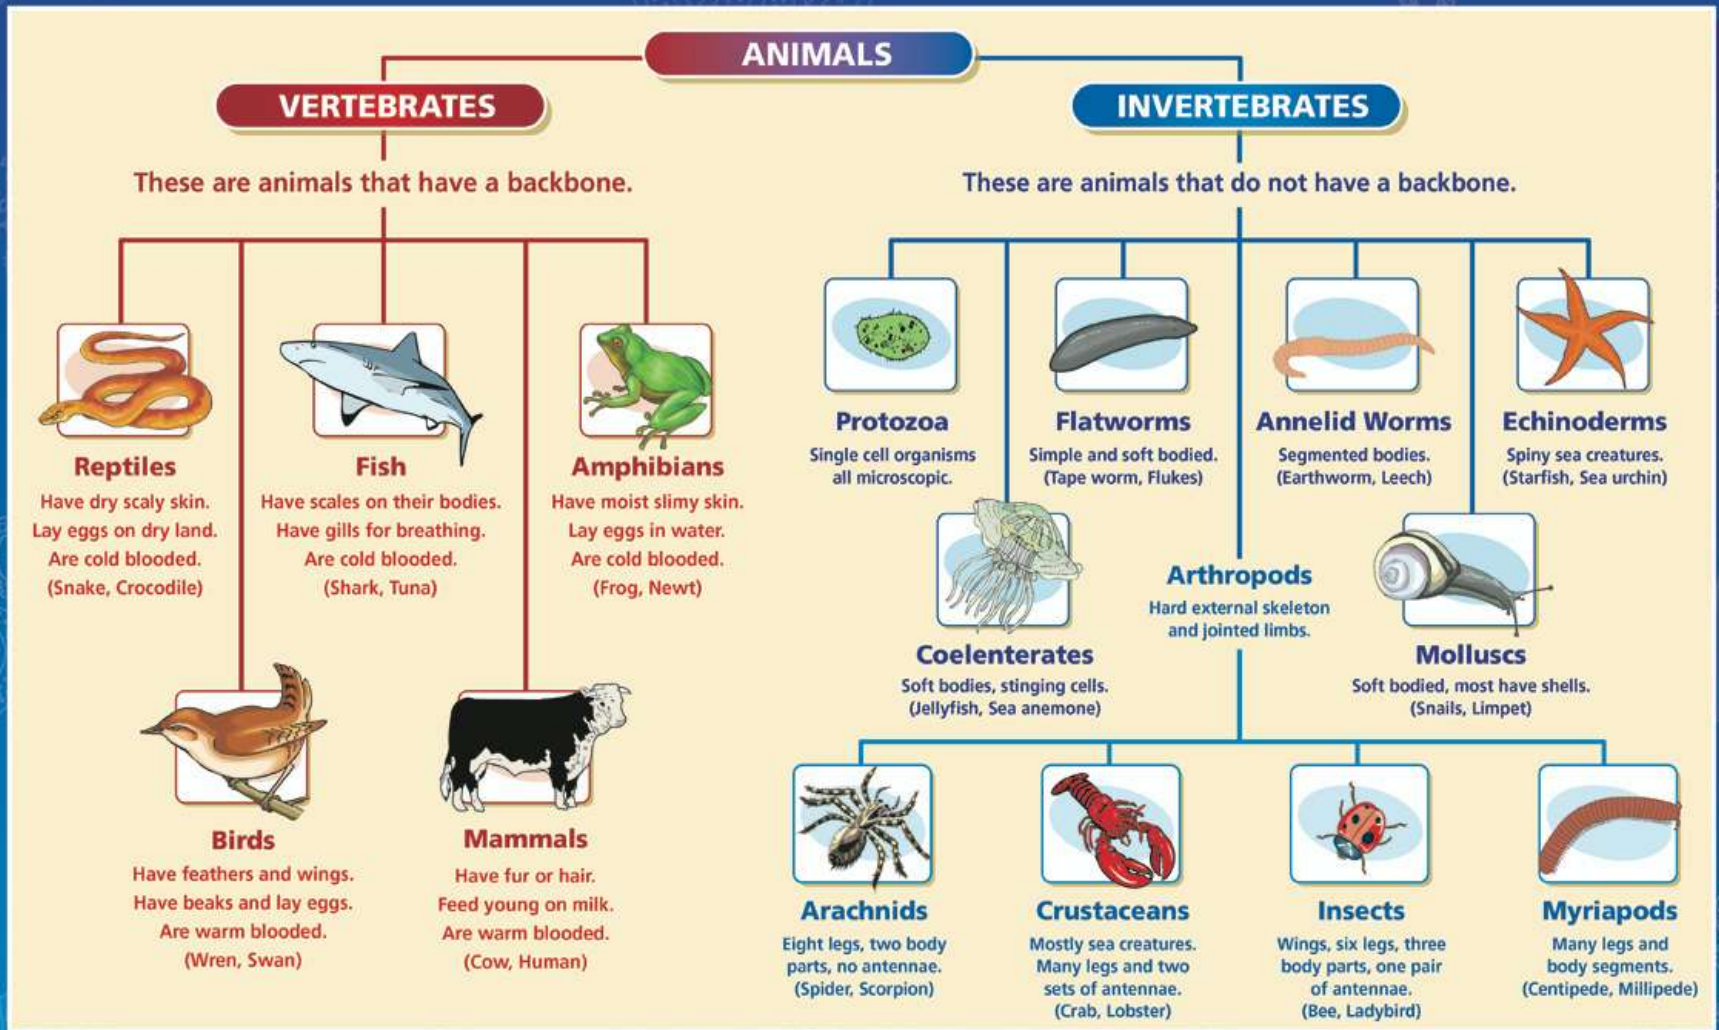 ANIMALS
VERTEBRATES
These are animals that have a backbone.
Reptiles
Have dry scaly skin.
Lay eggs on dry land.
Are cold blooded.
(Snake, Crocodile)
Fish
Have scales on their bodies.
Have gills for breathing.
Are cold blooded.
(Shark, Tuna)
Amphibians
Have moist slimy skin.
Lay eggs in water.
Are cold blooded.
(Frog, Newt)
Birds
Have feathers and wings.
Have beaks and lay eggs.
Are warm blooded.
(Wren, Swan)
Mammals
Have fur or hair.
Feed young on milk.
Are warm blooded.
(Cow, Human)
INVERTEBRATES
These are animals that do not have a backbone.
Protozoa
Single cell organisms
all microscopic.
Flatworms
Simple and soft bodied.
(Tape worm, Flukes)
Annelid Worms
Segmented bodies.
(Earthworm, Leech)
Echinoderms
Spiny sea creatures.
(Starfish, Sea urchin)
Coelenterates
Soft bodies, stinging cells.
(Jellyfish, Sea anemone)
Arthropods
Hard external skeleton
and jointed limbs.
Molluscs
Soft bodied, most have shells.
(Snails, Limpet)
Arachnids
Eight legs, two body
parts, no antennae.
(Spider, Scorpion)
Crustaceans
Mostly sea creatures.
Many legs and two
sets of antennae.
(Crab, Lobster)
Insects
Wings, six legs, three
body parts, one pair
of antennae.
(Bee, Ladybird)
Myriapods
Many legs and
body segments.
(Centipede, Millipede)